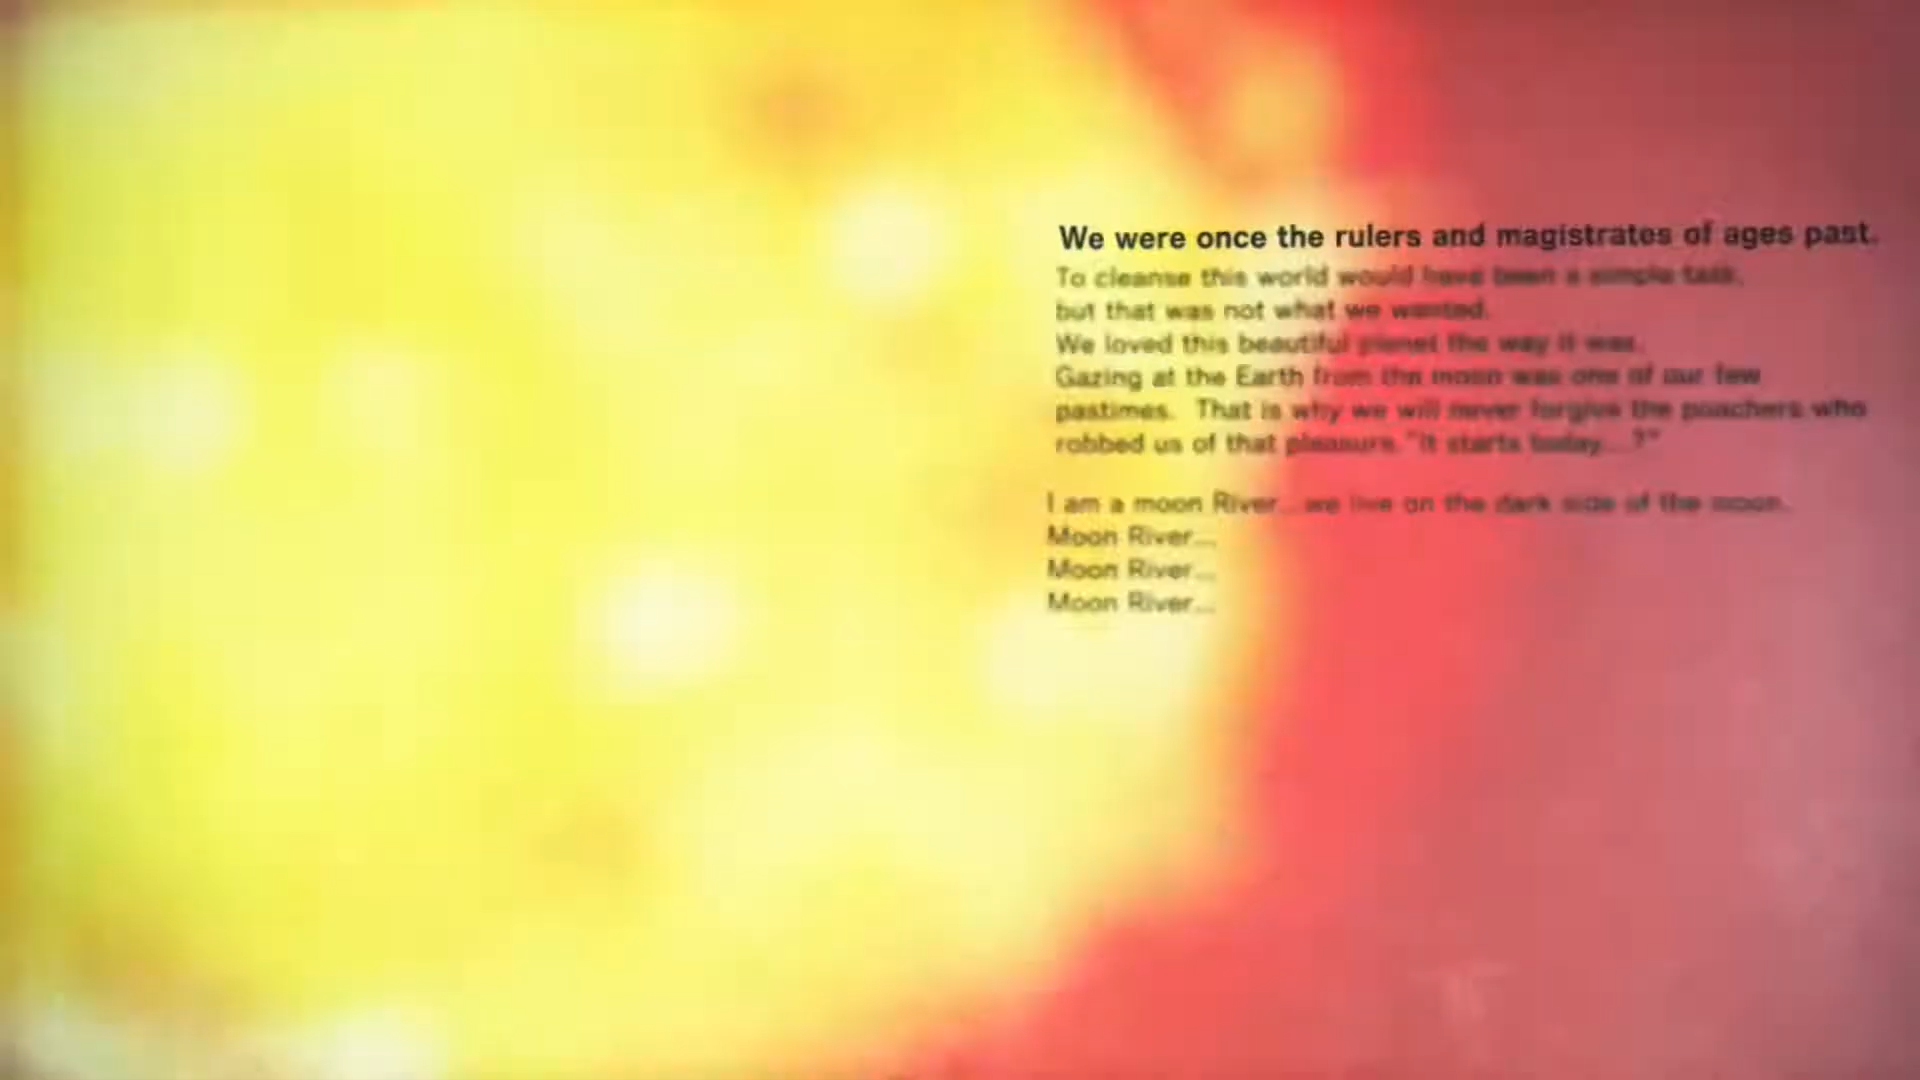 We were once the rulers and magistrates of ages past.
To cleanse this world would have been a simple task,
but that was not what we wanted.
We loved this beautiful planet the way it was.
Gazing at the Earth from the moon was one of our few
pastimes. That is why we will never forgive the poachers who
robbed us of that pleasure. "It starts today...?"
I am a moon River...we live on the dark side of the moon.
Moon River...
Moon River...
Moon River...